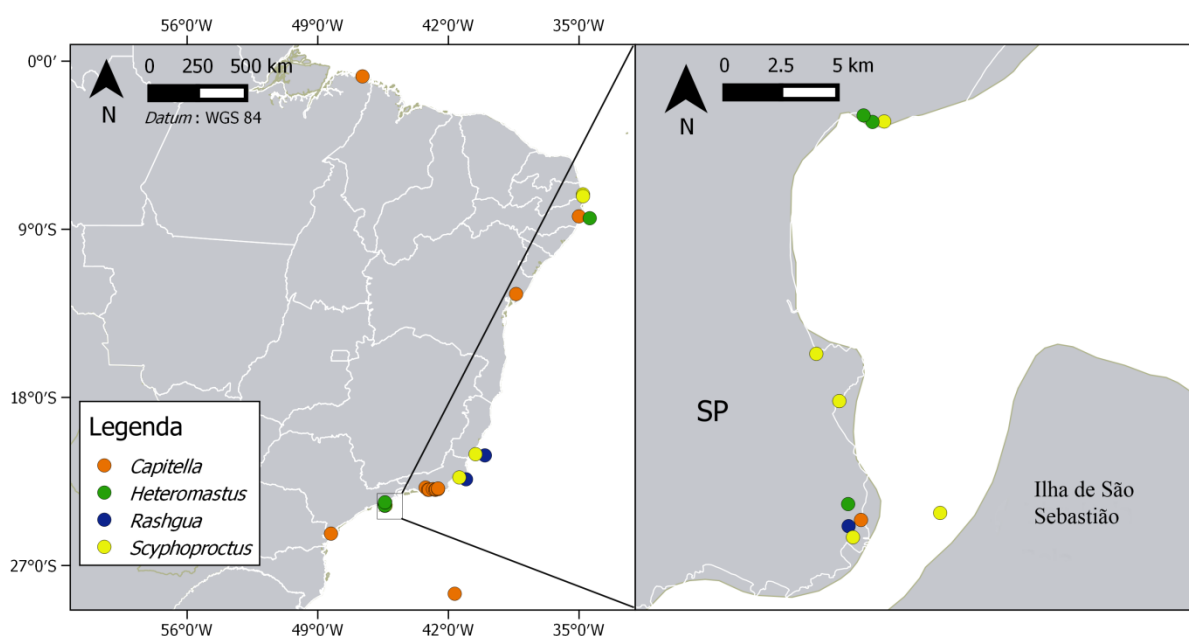 56°0'W 49°0'W 42°0'W 35°0'W
0°0'
9°0'S
18°0'S
27°0'S
0 250 500 km
N
Datum : WGS 84
Legenda
Capitella
Heteromastus
Rashgua
Scyphoproctus
56°0'W 49°0'W 42°0'W 35°0'W
0 2.5 5 km
N
SP
Ilha de São
Sebastião